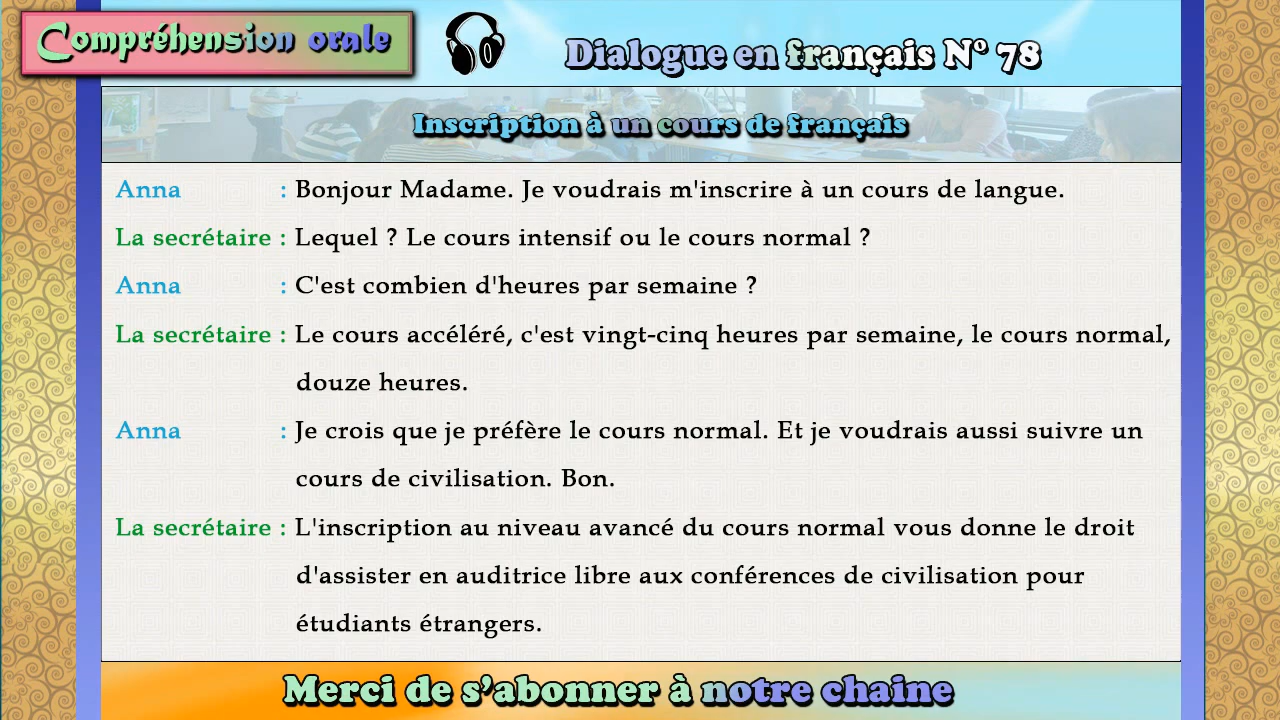 Compréhension orale
Dialogue en français N° 78
Inscription à un cours de français
Anna : Bonjour Madame. Je voudrais m'inscrire à un cours de langue.
La secrétaire : Lequel ? Le cours intensif ou le cours normal ?
Anna : C'est combien d'heures par semaine ?
La secrétaire : Le cours accéléré, c'est vingt-cinq heures par semaine, le cours normal,
douze heures.
Anna : Je crois que je préfère le cours normal. Et je voudrais aussi suivre un
cours de civilisation. Bon.
La secrétaire : L'inscription au niveau avancé du cours normal vous donne le droit
d'assister en auditrice libre aux conférences de civilisation pour
étudiants étrangers.
Merci de s'abonner à notre chaine